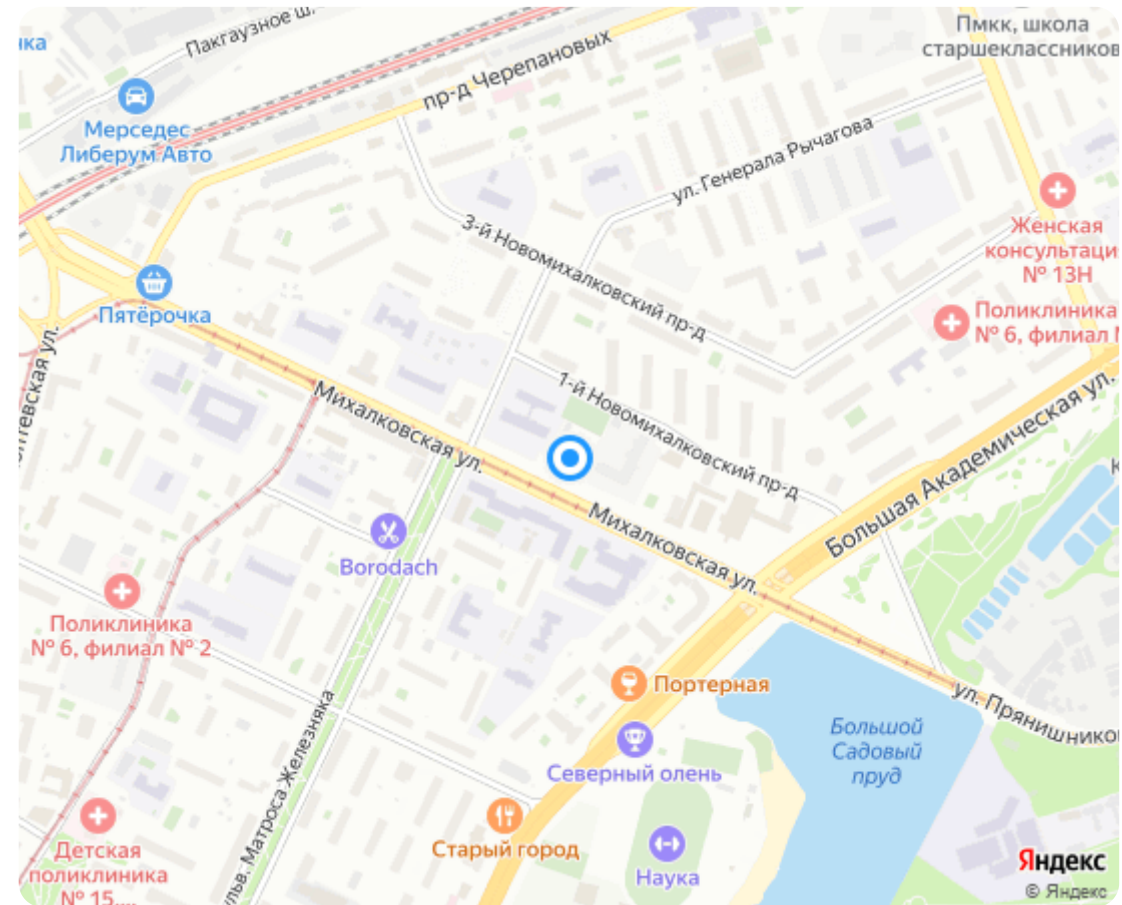 Пакгаузное ш.
Пмкк, школа
старшеклассников
пр-д Черепановых
Мерседес
Либерум Авто
ул. Генерала Рычагова
Женская
консультаци
№ 13Н
3-й Новомихалковский пр-д
Поликлиника
№ 6, филиал
Пятёрочка
1-й Новомихалковский пр-д
Михалковская ул.
Большая Академическая ул.
Михалковская ул.
Borodach
Поликлиника
№ 6, филиал № 2
Портерная
ул. Прянишнико
Большой
Садовый
пруд
Северный олень
Матроса Железняка
Старый город
Детская
поликлиника
№ 15,...
Наука
Яндекс
© Яндекс